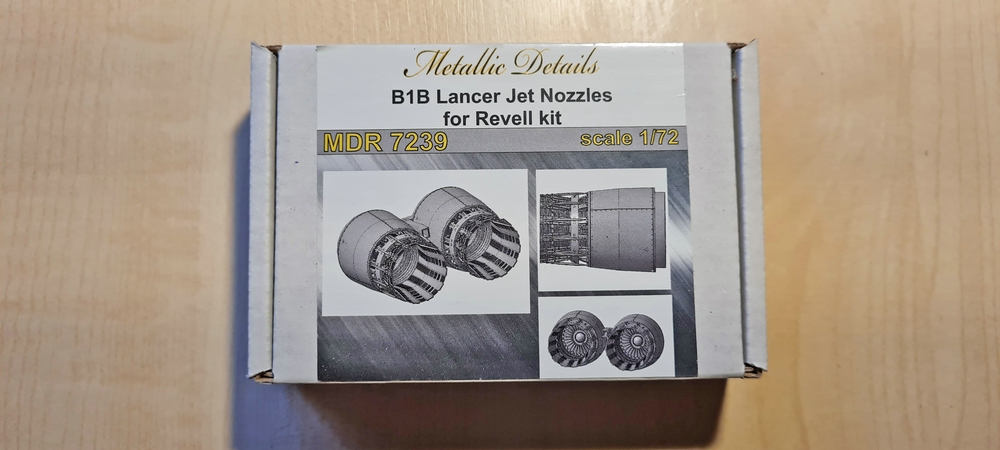 Metallic Details
B1B Lancer Jet Nozzles
for Revell kit
MDR 7239
scale 1/72